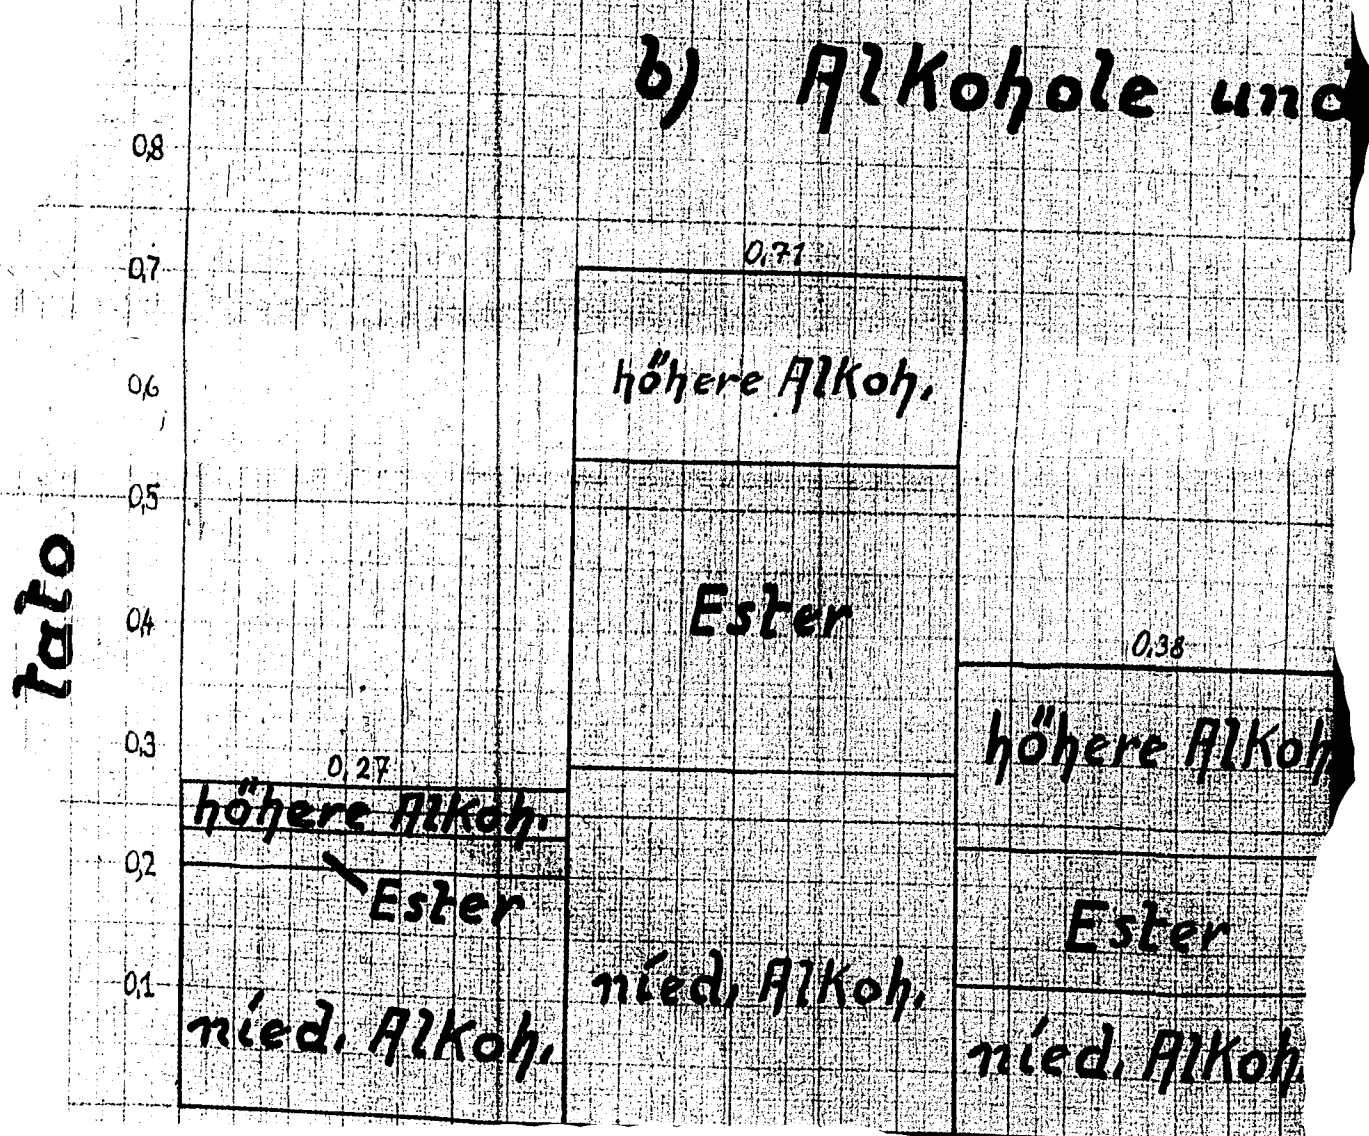 b) Alkohole und
0,8
0,71
0,7
höhere Alkoh.
0,6
0,5
tato
Ester
0,4
0,38
0,3
höhere Alkoh
0,27
höhere Alkoh.
0,2
Ester
Ester
0,1
nied. Alkoh.
nied. Alkoh.
nied. Alkoh.